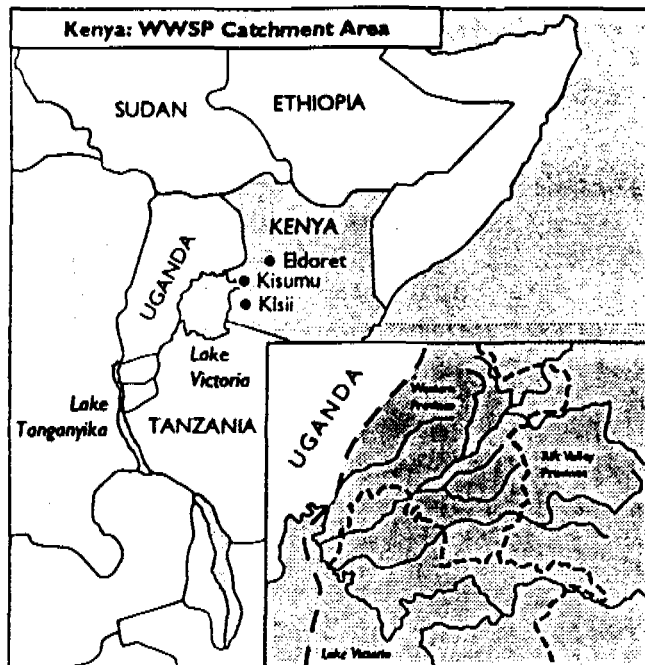 Kenya: WWSP Catchment Area
SUDAN
ETHIOPIA
KENYA
Eldoret
UGANDA
Kisumu
Kisii
Lake
Victoria
Lake
Tanganyika
TANZANIA
UGANDA
Western
Province
Rift Valley
Province
Lake Victoria